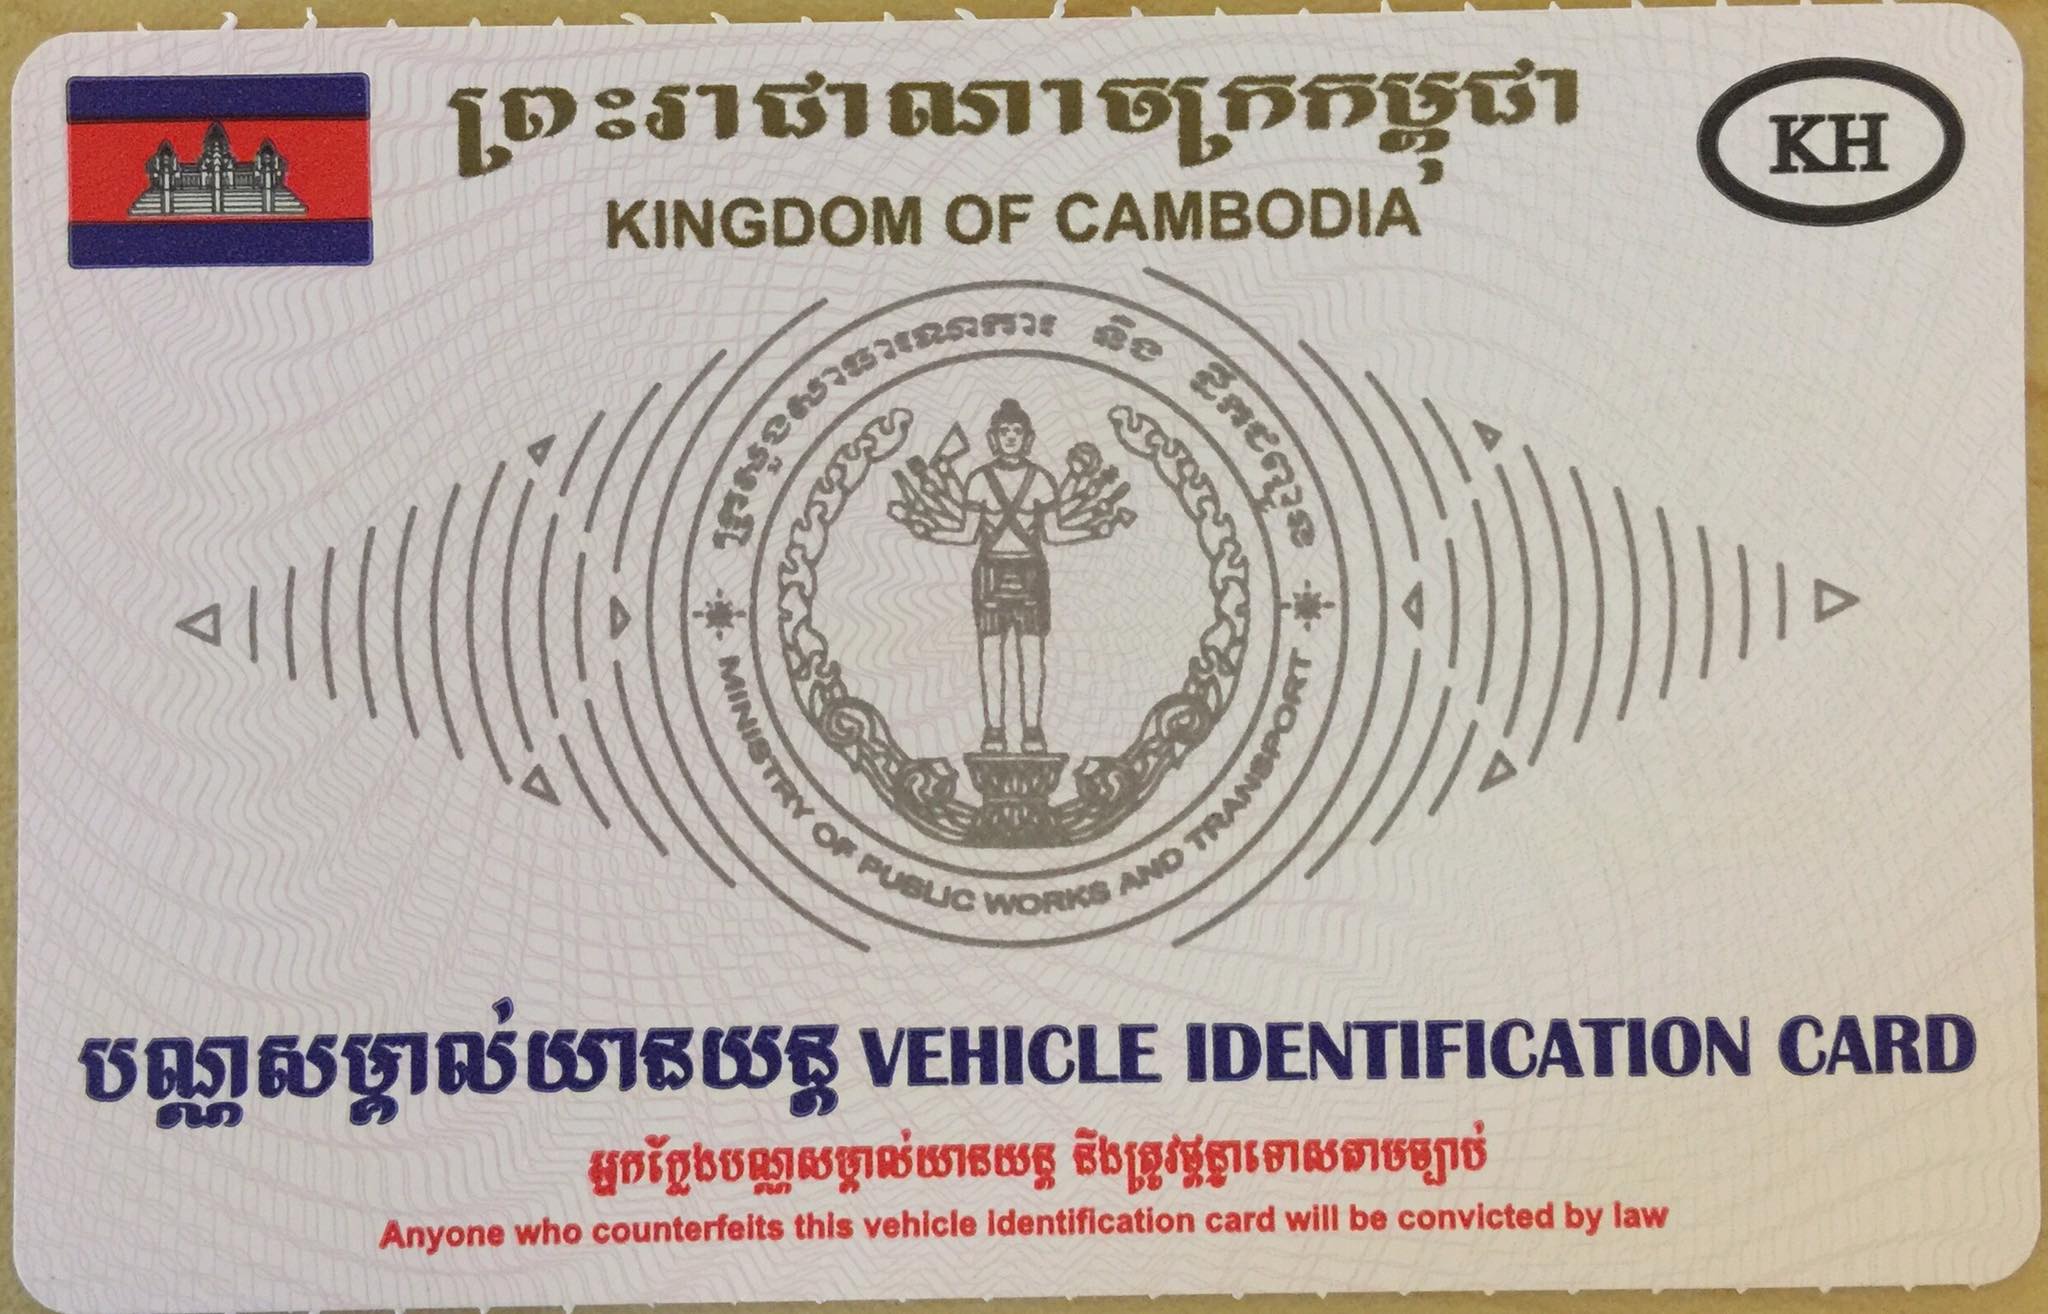 ព្រះរាជាណាចក្រកម្ពុជា
KH
KINGDOM OF CAMBODIA
ក្រសួងសាធារណការ និង ដឹកជញ្ជូន
MINISTRY OF PUBLIC WORKS AND TRANSPORT
បណ្ណសម្គាល់យានយន្ត VEHICLE IDENTIFICATION CARD
អ្នកក្លែងបណ្ណសម្គាល់យានយន្ត នឹងត្រូវផ្តន្ទាទោសតាមច្បាប់
Anyone who counterfeits this vehicle identification card will be convicted by law